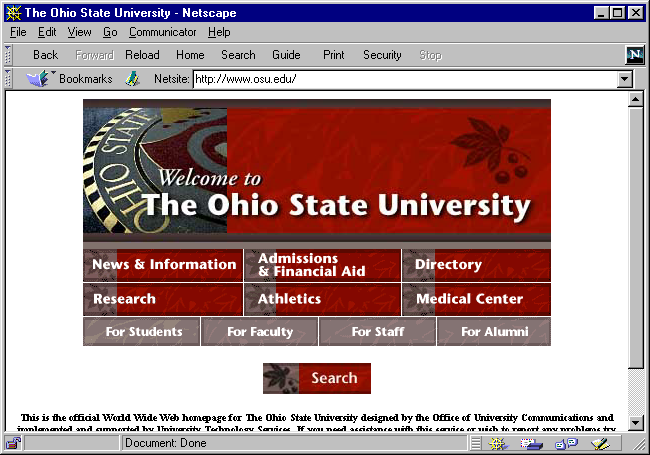 The Ohio State University - Netscape
File Edit View Go Communicator Help
Back Forward Reload Home Search Guide Print Security Stop N
Bookmarks Netsite: http://www.osu.edu/
OHIO STATE
Welcome to
The Ohio State University
News & Information Admissions & Financial Aid Directory
Research Athletics Medical Center
For Students For Faculty For Staff For Alumni
Search
This is the official World Wide Web homepage for The Ohio State University designed by the Office of University Communications and
implemented and supported by University Technology Services. If you need assistance with this service or wish to report any problems try
Document: Done